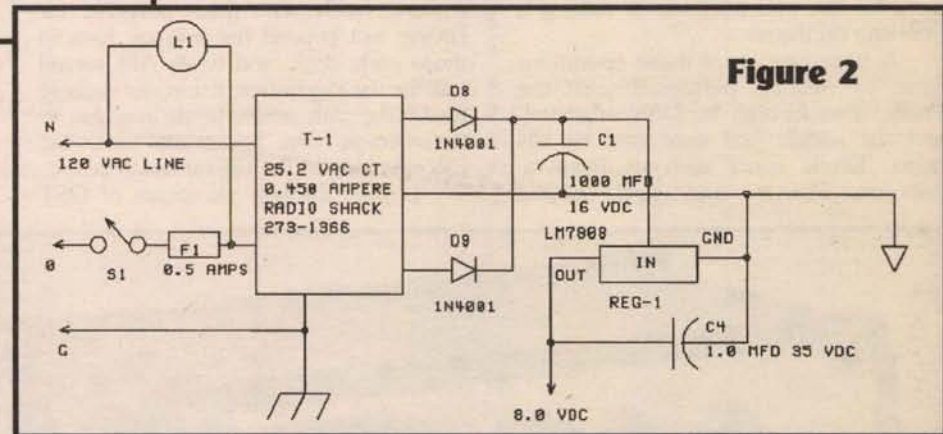 Figure 2
L1
N
120 VAC LINE
0
S1
F1
0.5 AMPS
G
T-1
25.2 VAC CT.
0.450 AMPERE
RADIO SHACK
273-1366
D8
1N4001
D9
1N4001
C1
1000 MFD
16 VDC
LM7808
GND
IN
OUT
REG-1
C4
1.0 MFD 35 VDC
8.0 VDC